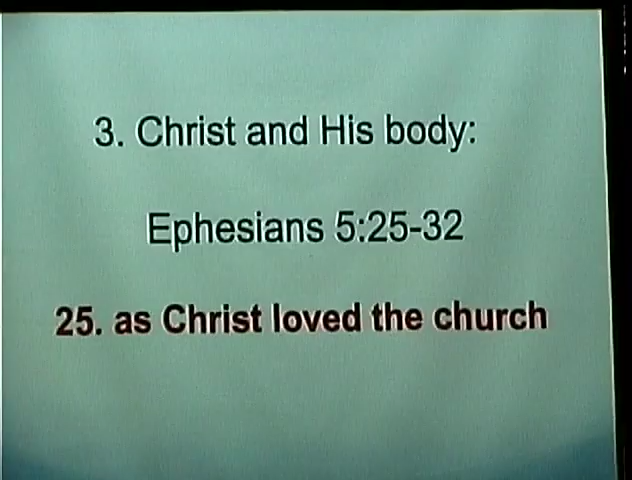 3. Christ and His body:
Ephesians 5:25-32
25. as Christ loved the church